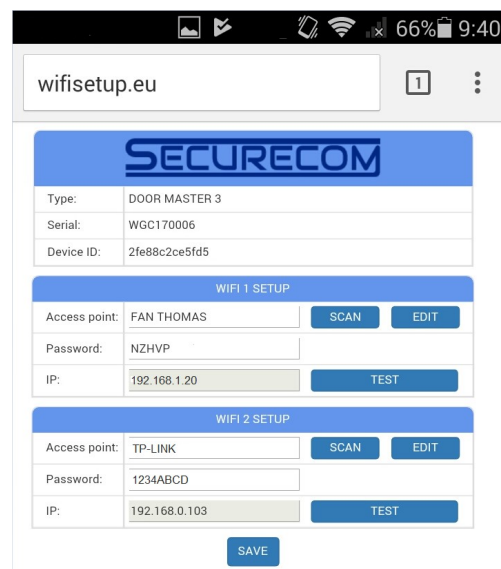 66% 9:40
wifisetup.eu
1
SECURECOM
Type: DOOR MASTER 3
Serial: WGC170006
Device ID: 2fe88c2ce5fd5
WIFI 1 SETUP
Access point: FAN THOMAS SCAN EDIT
Password: NZHVP
IP: 192.168.1.20 TEST
WIFI 2 SETUP
Access point: TP-LINK SCAN EDIT
Password: 1234ABCD
IP: 192.168.0.103 TEST
SAVE